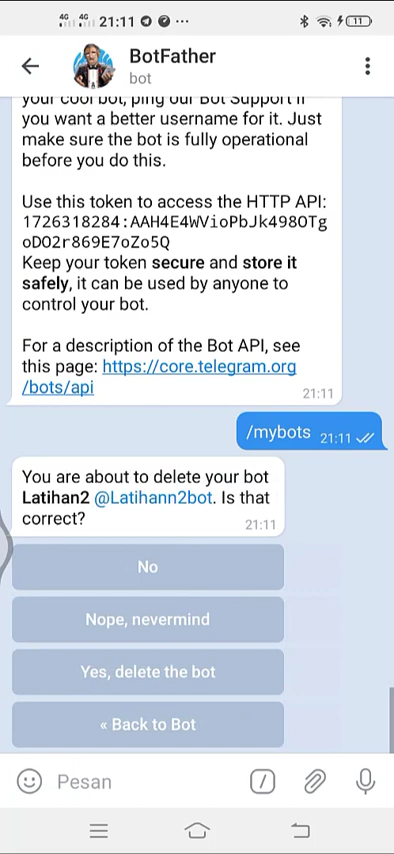 4G 4G 21:11 11
BotFather
bot
your cool bot, ping our Bot Support if
you want a better username for it. Just
make sure the bot is fully operational
before you do this.
Use this token to access the HTTP API:
1726318284:AAH4E4WVioPbJk498OTg
oDO2r869E7oZo5Q
Keep your token secure and store it
safely, it can be used by anyone to
control your bot.
For a description of the Bot API, see
this page: https://core.telegram.org
/bots/api
21:11
/mybots 21:11
You are about to delete your bot
Latihan2 @Latihann2bot. Is that
correct?
21:11
No
Nope, nevermind
Yes, delete the bot
« Back to Bot
Pesan